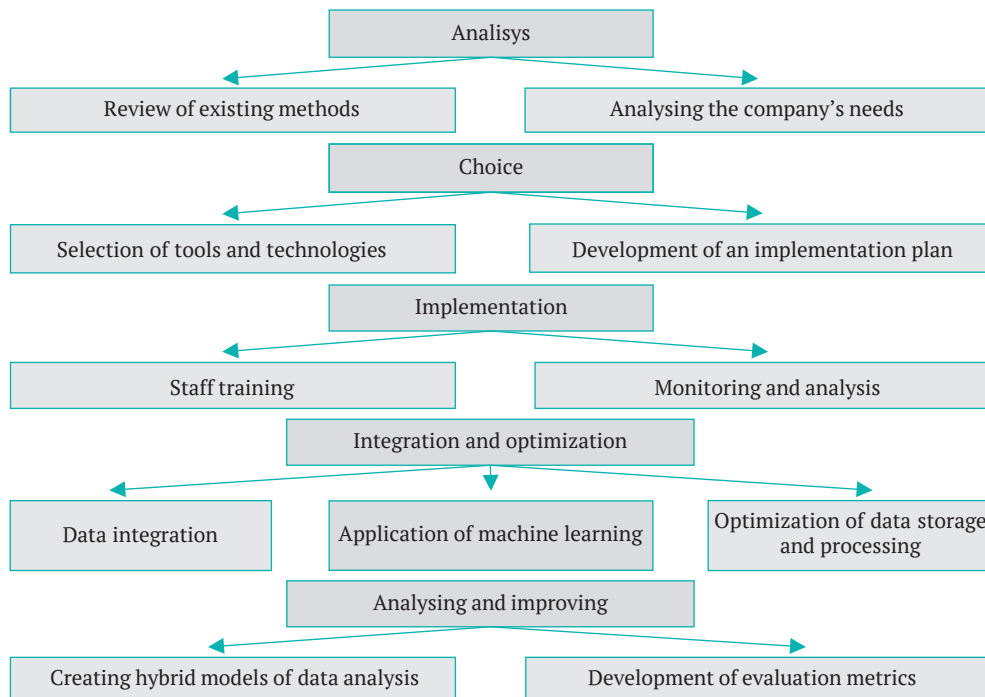 Analisys
Review of existing methods
Analysing the company's needs
Choice
Selection of tools and technologies
Development of an implementation plan
Implementation
Staff training
Monitoring and analysis
Integration and optimization
Data integration
Application of machine learning
Optimization of data storage
and processing
Analysing and improving
Creating hybrid models of data analysis
Development of evaluation metrics